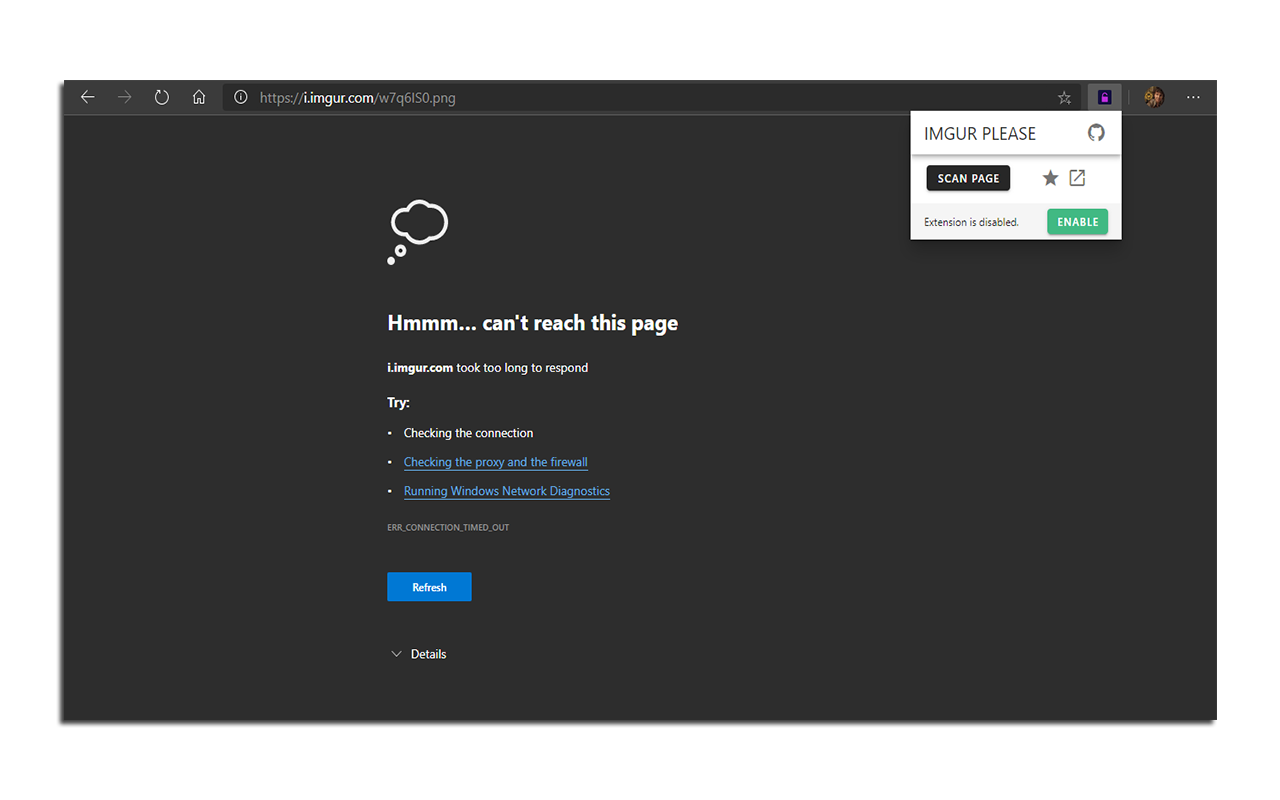 https://i.imgur.com/w7q6IS0.png
IMGUR PLEASE
SCAN PAGE
Extension is disabled.
ENABLE
Hmmm... can't reach this page
i.imgur.com took too long to respond
Try:
• Checking the connection
• Checking the proxy and the firewall
• Running Windows Network Diagnostics
ERR_CONNECTION_TIMED_OUT
Refresh
Details